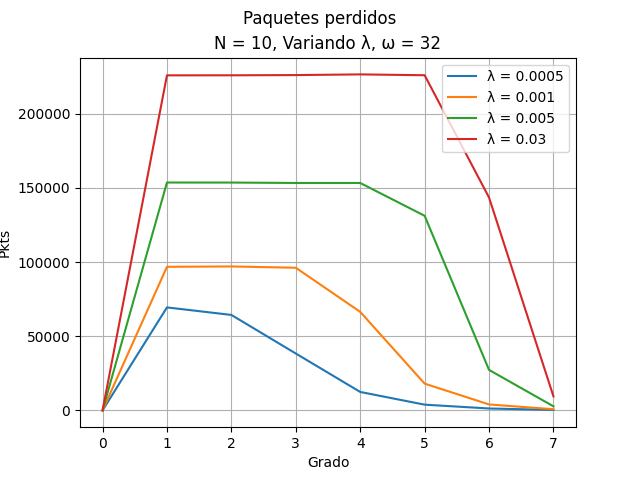 Paquetes perdidos
N = 10, Variando λ, ω = 32
λ = 0.0005
λ = 0.001
λ = 0.005
λ = 0.03
200000
150000
100000
50000
0
Pkts
0 1 2 3 4 5 6 7
Grado